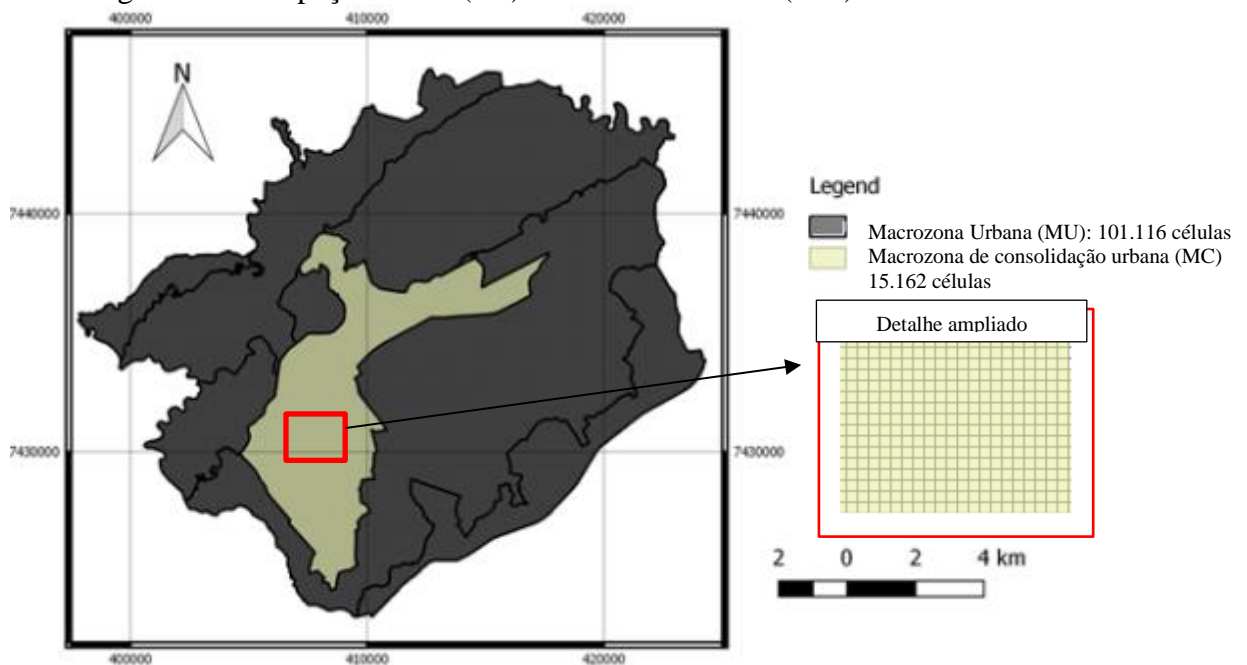 400000 410000 420000
N
7440000 7440000
7430000 7430000
400000 410000 420000
Legend
Macrozona Urbana (MU): 101.116 células
Macrozona de consolidação urbana (MC)
15.162 células
Detalhe ampliado
2 0 2 4 km